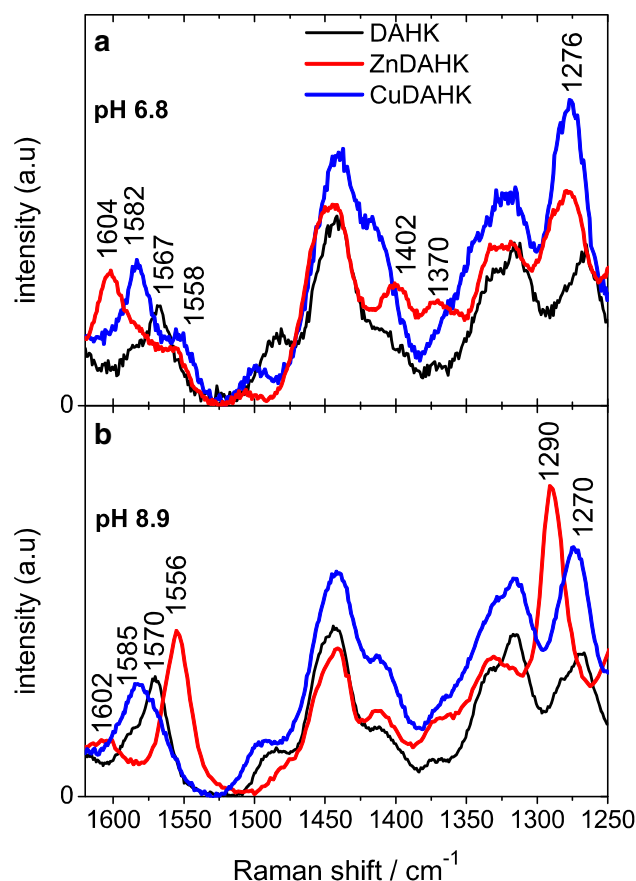 a
DAHK
ZnDAHK
CuDAHK
pH 6.8
1276
1604
1582
1567
1558
1402
1370
intensity (a.u)
0
b
pH 8.9
1290
1270
1602
1585
1570
1556
intensity (a.u)
0
1600 1550 1500 1450 1400 1350 1300 1250
Raman shift / cm⁻¹